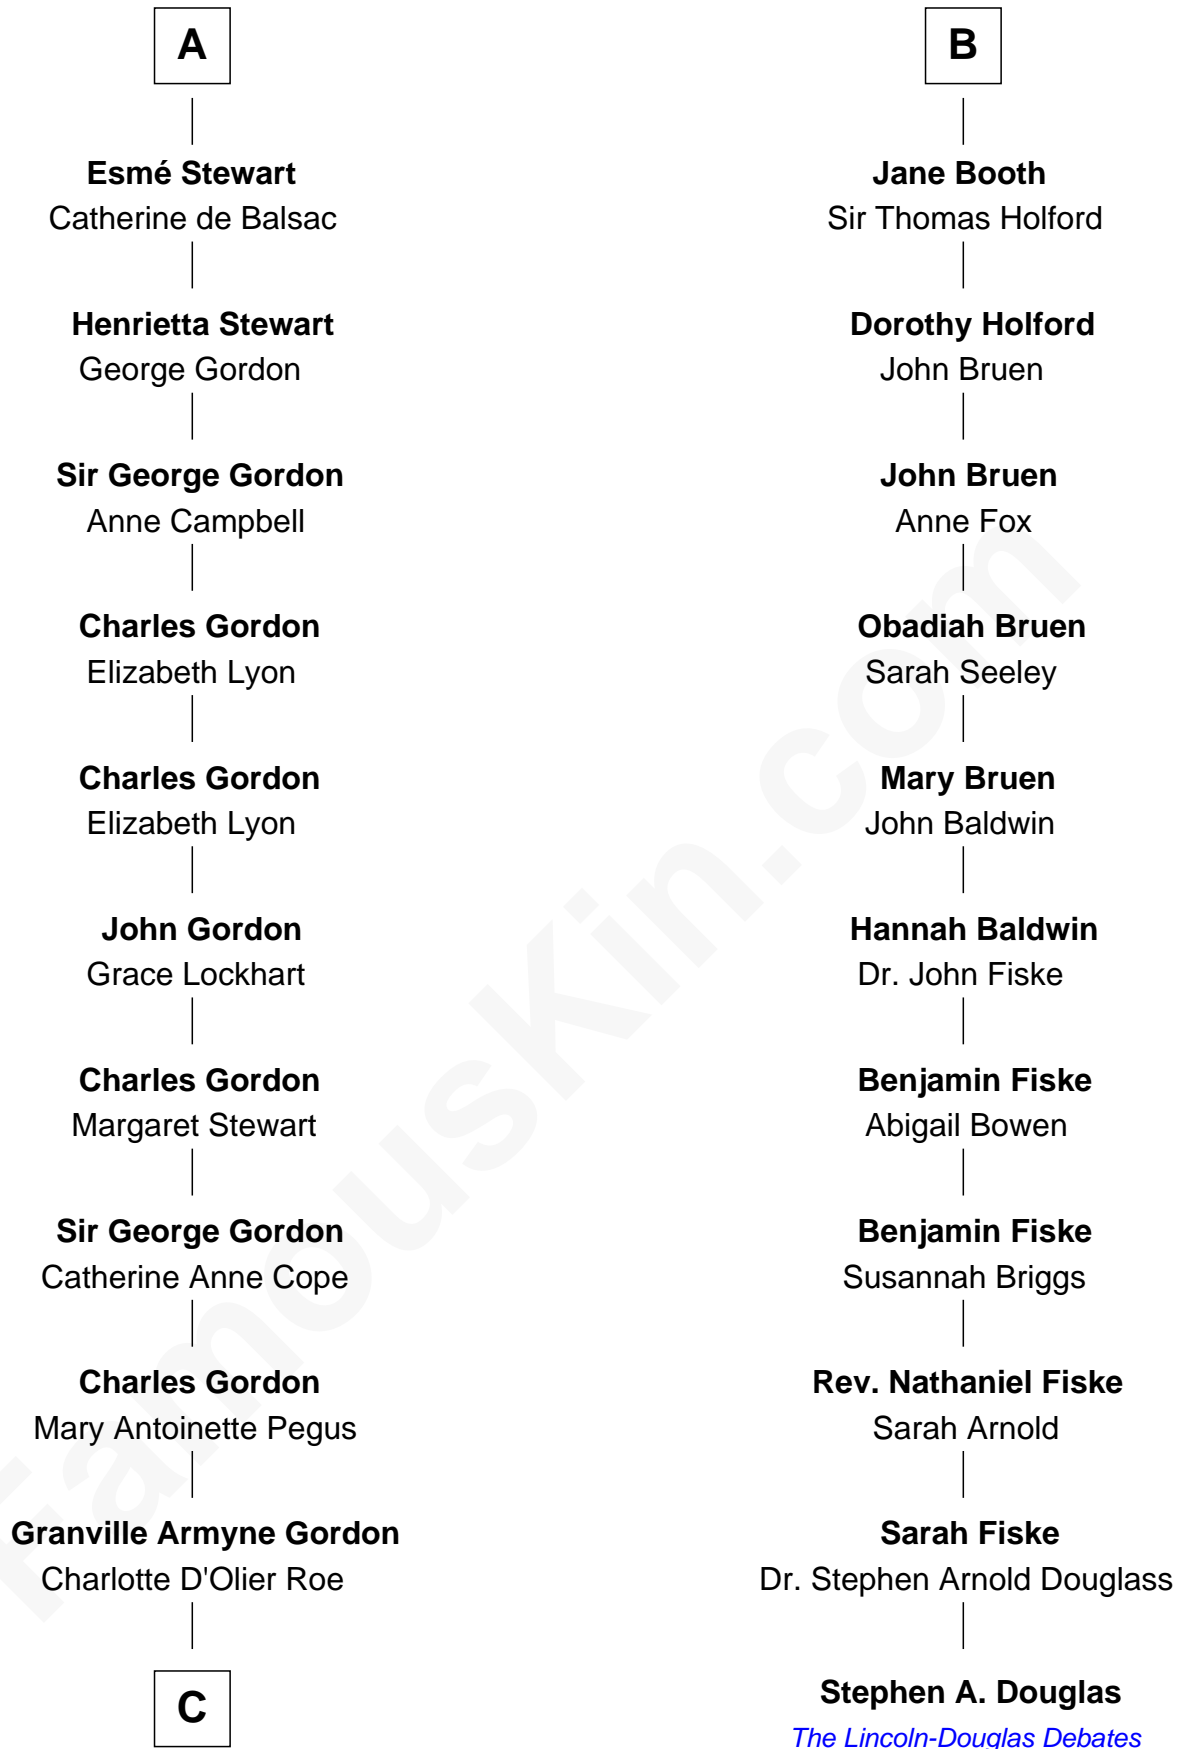 A
Esmé Stewart
Catherine de Balsac
Henrietta Stewart
George Gordon
Sir George Gordon
Anne Campbell
Charles Gordon
Elizabeth Lyon
Charles Gordon
Elizabeth Lyon
John Gordon
Grace Lockhart
Charles Gordon
Margaret Stewart
Sir George Gordon
Catherine Anne Cope
Charles Gordon
Mary Antoinette Pegus
Granville Armyne Gordon
Charlotte D'Olier Roe
C
B
Jane Booth
Sir Thomas Holford
Dorothy Holford
John Bruen
John Bruen
Anne Fox
Obadiah Bruen
Sarah Seeley
Mary Bruen
John Baldwin
Hannah Baldwin
Dr. John Fiske
Benjamin Fiske
Abigail Bowen
Benjamin Fiske
Susannah Briggs
Rev. Nathaniel Fiske
Sarah Arnold
Sarah Fiske
Dr. Stephen Arnold Douglass
Stephen A. Douglas
The Lincoln-Douglas Debates
FamousKin.com